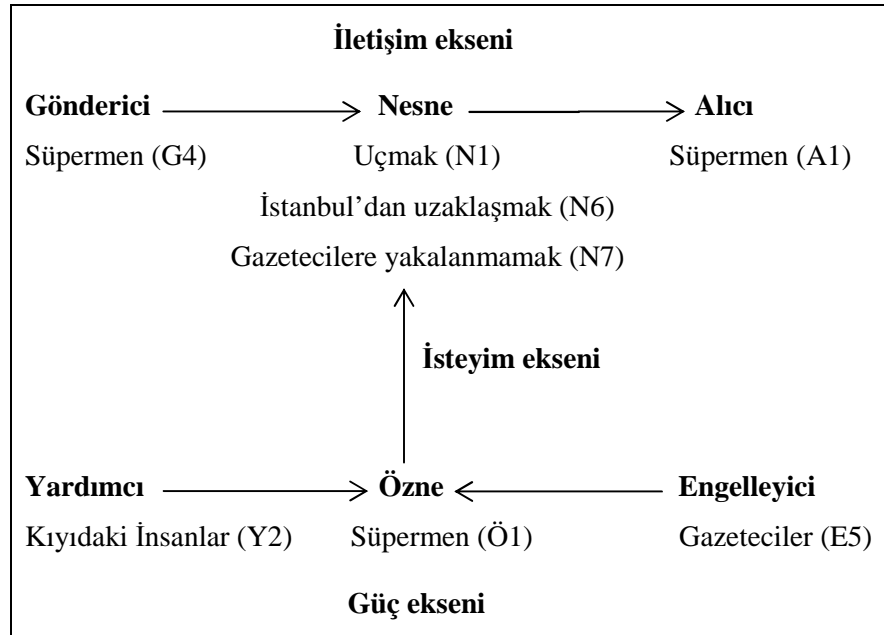 İletişim ekseni
Gönderici Nesne Alıcı
Süpermen (G4) Uçmak (N1) Süpermen (A1)
İstanbul’dan uzaklaşmak (N6)
Gazetecilere yakalanmamak (N7)
İsteyim ekseni
Yardımcı Özne Engelleyici
Kıyıdaki İnsanlar (Y2) Süpermen (Ö1) Gazeteciler (E5)
Güç ekseni